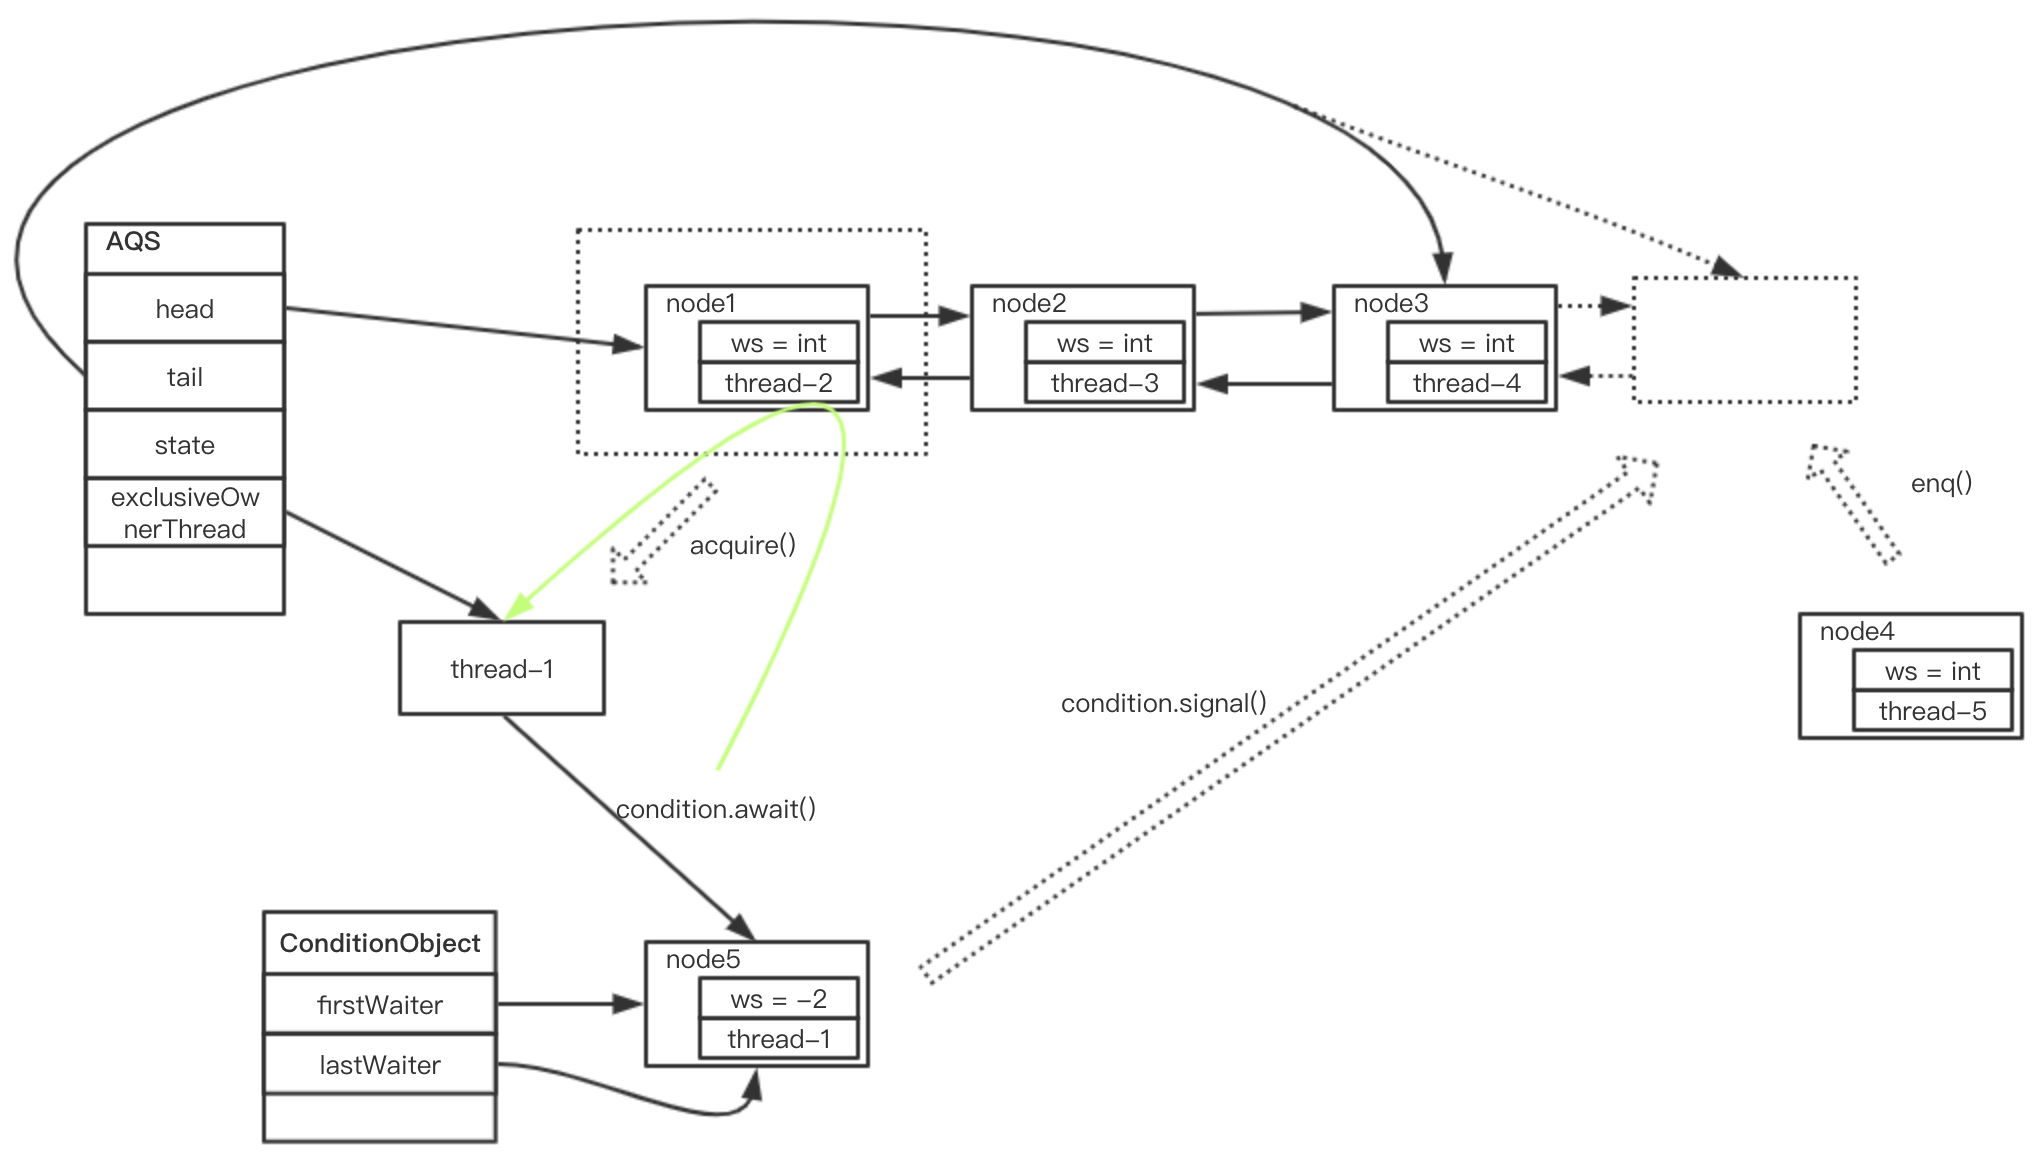 AQS
head
tail
state
exclusiveOw
nerThread
node1
ws = int
thread-2
node2
ws = int
thread-3
node3
ws = int
thread-4
acquire()
enq()
thread-1
node4
ws = int
thread-5
condition.signal()
condition.await()
ConditionObject
firstWaiter
lastWaiter
node5
ws = -2
thread-1